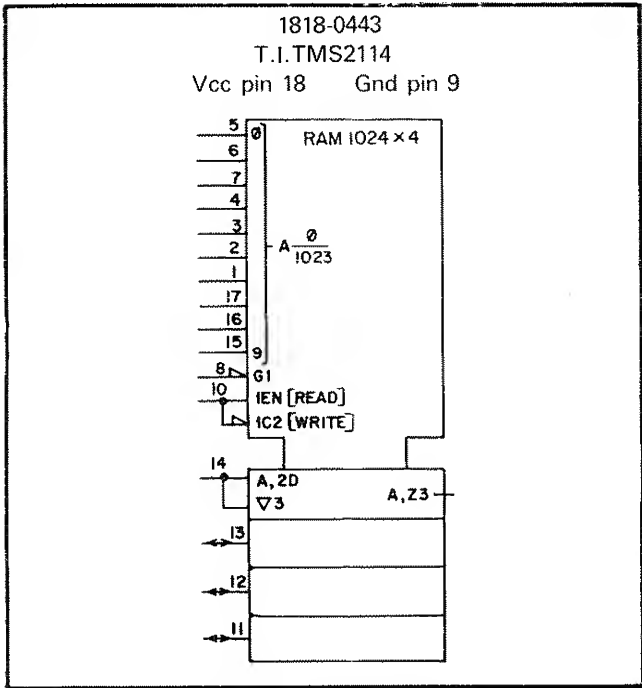 1818-0443
T.I.TMS2114
Vcc pin 18 Gnd pin 9
5 Ø RAM 1024×4
6
7
4
3
2 A Ø/1023
1
17
16
15 9
8 G1
10 1EN [READ]
1C2 [WRITE]
14 A,2D
▽3 A,Z3
13
12
11